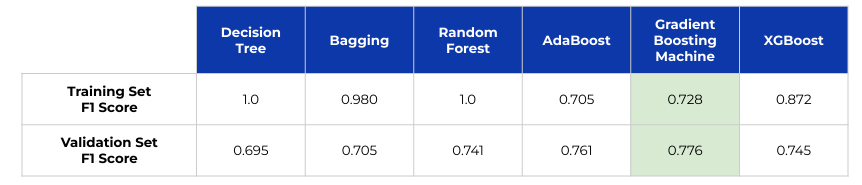 Decision Tree Bagging Random Forest AdaBoost Gradient Boosting Machine XGBoost
Training Set F1 Score 1.0 0.980 1.0 0.705 0.728 0.872
Validation Set F1 Score 0.695 0.705 0.741 0.761 0.776 0.745